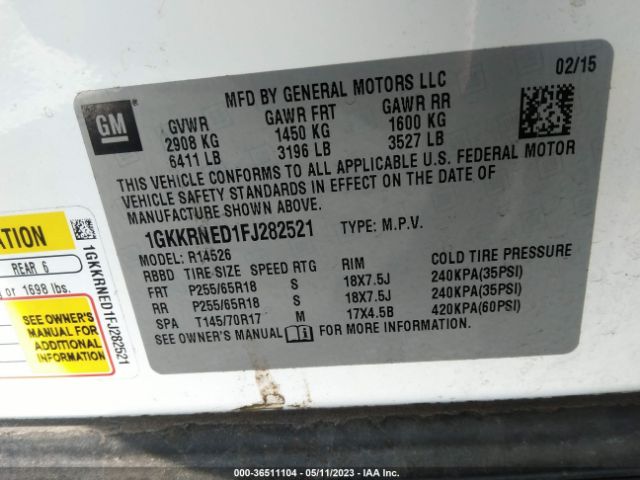 02/15
MFD BY GENERAL MOTORS LLC
GM
GVWR GAWR FRT GAWR RR
2908 KG 1450 KG 1600 KG
6411 LB 3196 LB 3527 LB
THIS VEHICLE CONFORMS TO ALL APPLICABLE U.S. FEDERAL MOTOR
VEHICLE SAFETY STANDARDS IN EFFECT ON THE DATE OF
MANUFACTURE SHOWN ABOVE.
1GKKRNED1FJ282521 TYPE: M.P.V.
MODEL: R14526
RBBD TIRE SIZE SPEED RTG RIM COLD TIRE PRESSURE
FRT P255/65R18 S 18X7.5J 240KPA(35PSI)
RR P255/65R18 S 18X7.5J 240KPA(35PSI)
SPA T145/70R17 M 17X4.5B 420KPA(60PSI)
SEE OWNER'S MANUAL FOR MORE INFORMATION
ATION
REAR 6
or 1698 lbs.
SEE OWNER'S
MANUAL FOR
ADDITIONAL
INFORMATION
1GKKRNED1FJ282521
000-36511104 - 05/11/2023 - IAA Inc.